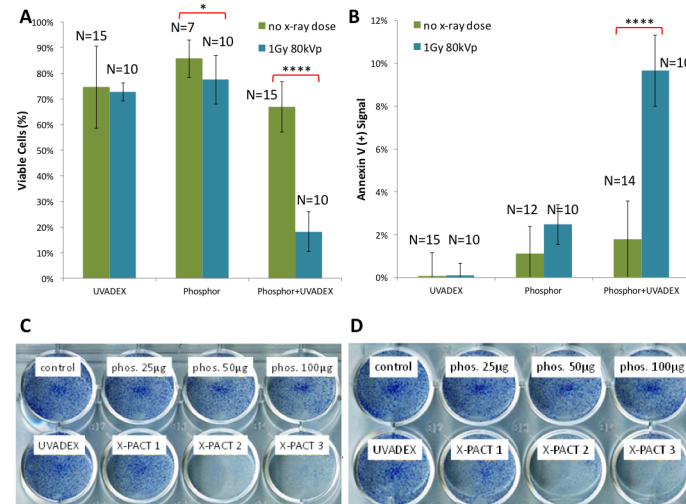 A
no x-ray dose
1Gy 80kVp
*
****
N=15
N=10
N=7
N=10
N=15
N=10
Viable Cells (%)
100%
90%
80%
70%
60%
50%
40%
30%
20%
10%
0%
UVADEX
Phosphor
Phosphor+UVADEX
B
no x-ray dose
1Gy 80kVp
****
N=15
N=10
N=12
N=10
N=14
Annexin V (+) Signal
12%
10%
8%
6%
4%
2%
0%
UVADEX
Phosphor
Phosphor+UVADEX
C
control
phos. 25µg
phos. 50µg
phos. 100µg
UVADEX
X-PACT 1
X-PACT 2
X-PACT 3
D
control
phos. 25µg
phos. 50µg
phos. 100µg
UVADEX
X-PACT 1
X-PACT 2
X-PACT 3